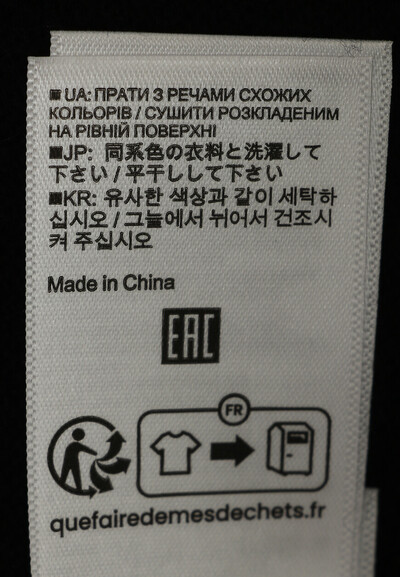 ■UA: ПРАТИ З РЕЧАМИ СХОЖИХ
КОЛЬОРІВ / СУШИТИ РОЗКЛАДЕНИМ
НА РІВНІЙ ПОВЕРХНІ
■JP: 同系色の衣料と洗濯して
下さい / 平干しして下さい
■KR: 유사한 색상과 같이 세탁하
십시오 / 그늘에서 뉘어서 건조시
켜 주십시오
Made in China
EAC
FR
quefairedemesdechets.fr